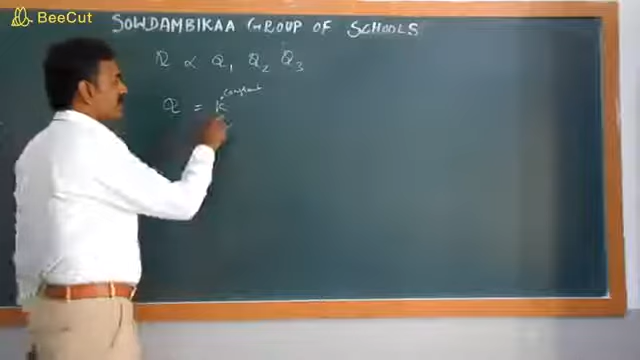 BeeCut
SOWDAMBIKAA GROUP OF SCHOOLS
Q ∝ Q₁ Q₂ Q₃
Q = K constant